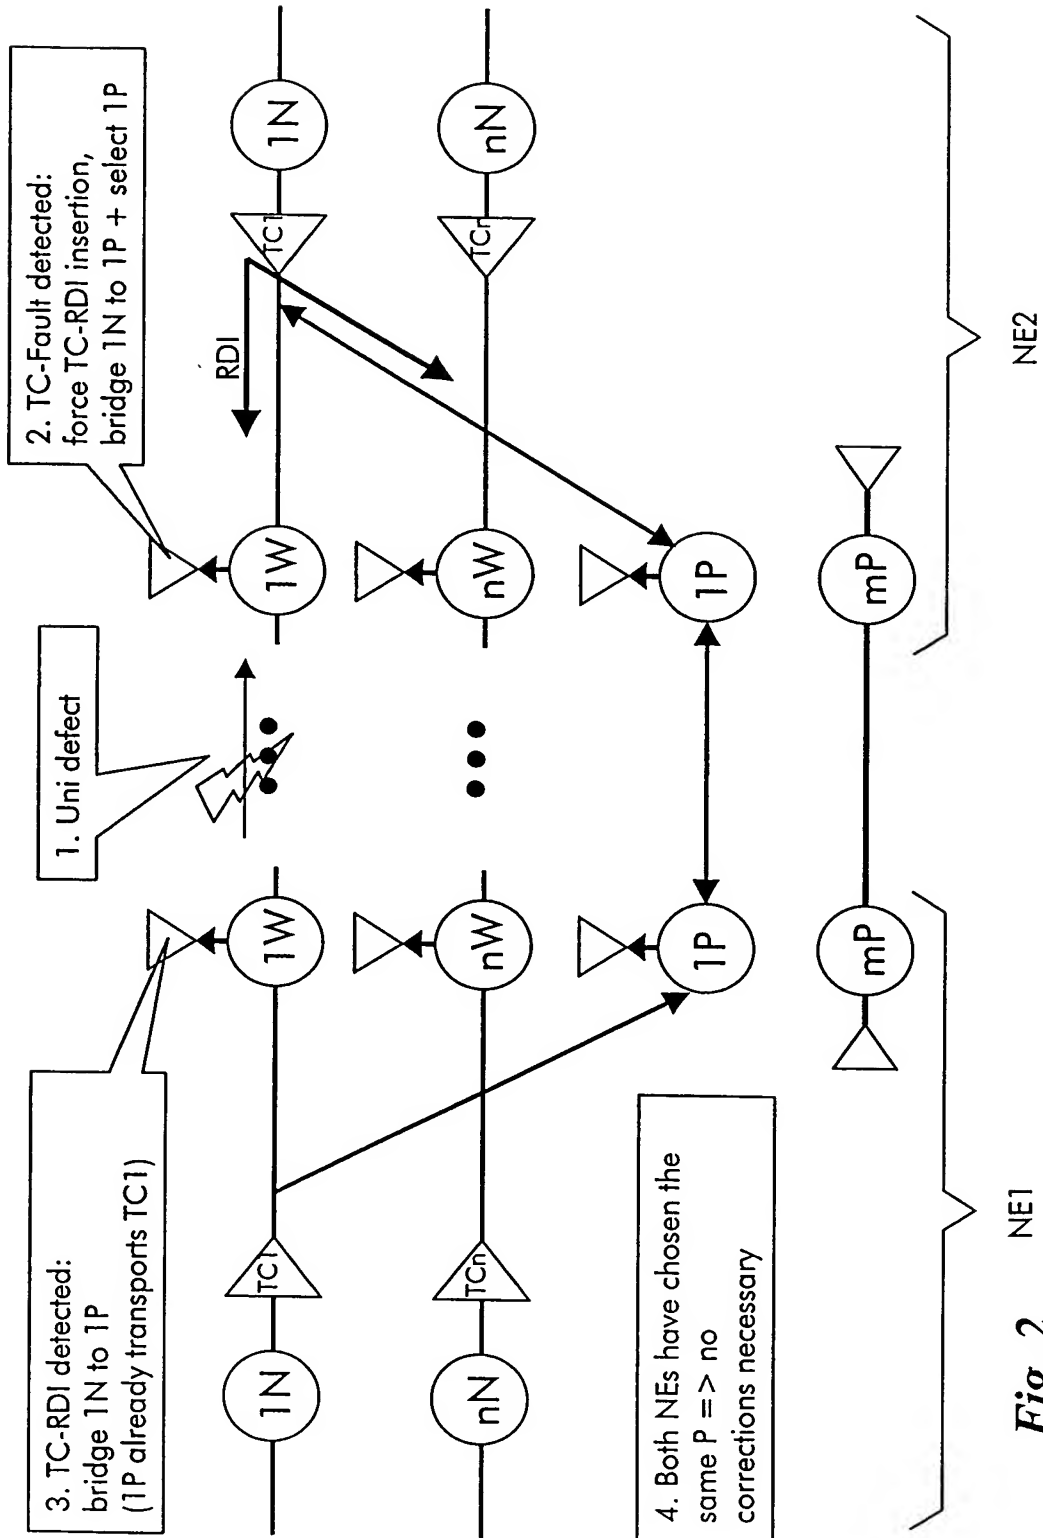 3. TC-RDI detected:
bridge 1N to 1P
(1P already transports TC1)
1. Uni defect
2. TC-Fault detected:
force TC-RDI insertion,
bridge 1N to 1P + select 1P
1N
TC1
1W
1W
RDI
TC1
1N
nN
TCn
nW
nW
TCn
nN
4. Both NEs have chosen the
same P = > no
corrections necessary
1P
1P
mP
mP
NE1
NE2
Fig. 2